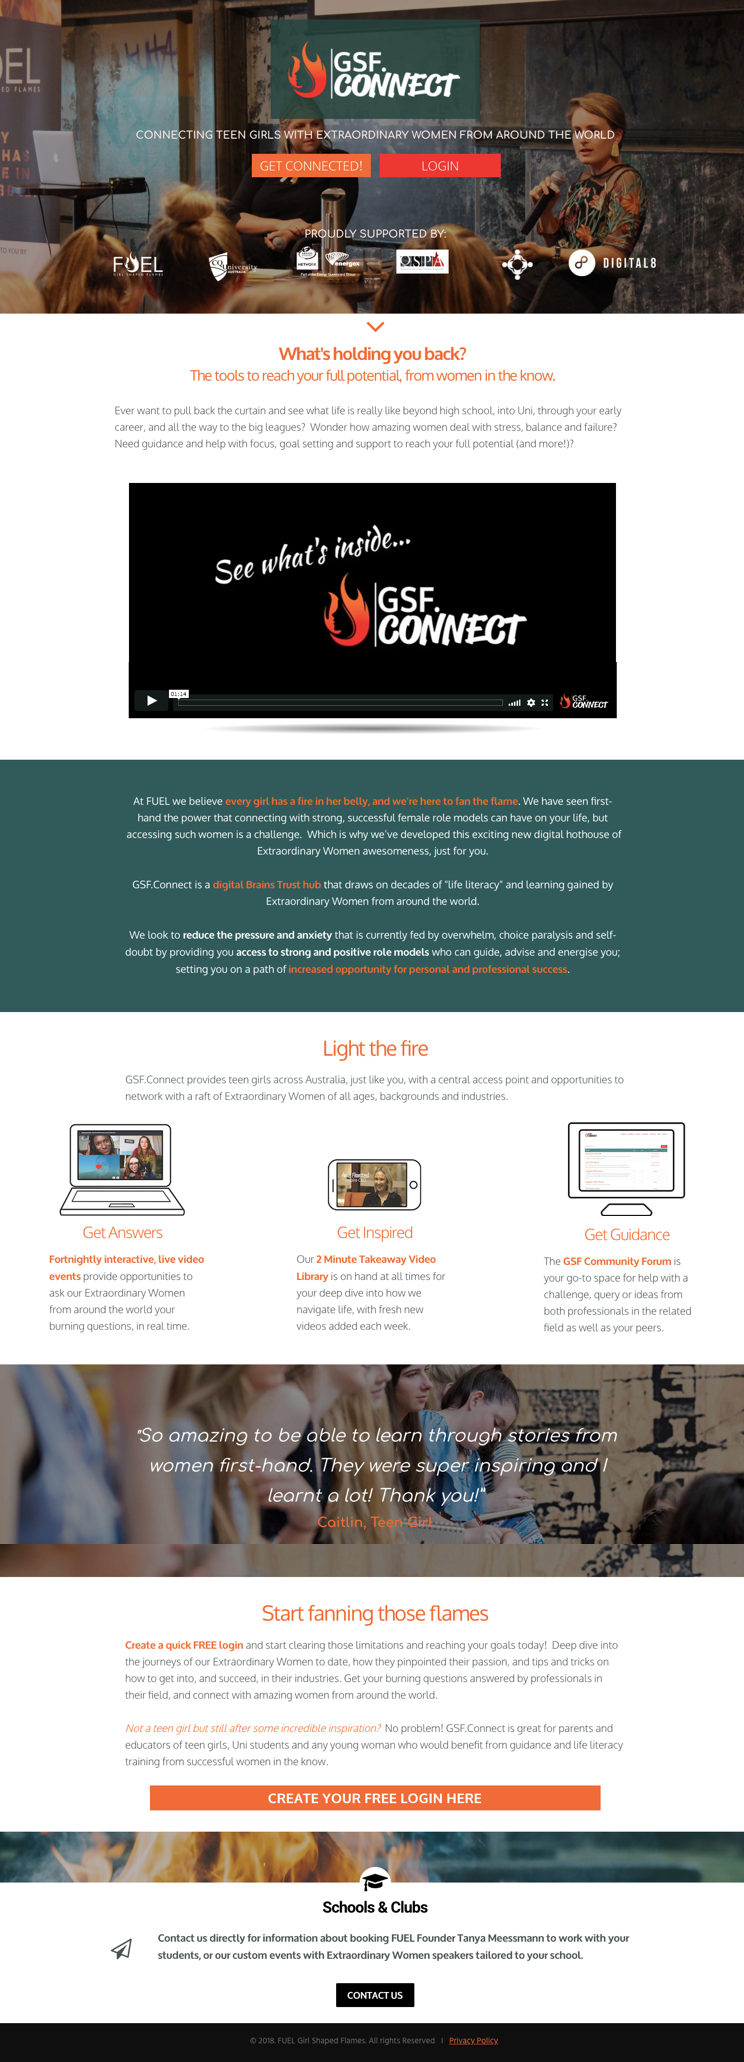 GSF.
CONNECT
CONNECTING TEEN GIRLS WITH EXTRAORDINARY WOMEN FROM AROUND THE WORLD
GET CONNECTED!
LOGIN
PROUDLY SUPPORTED BY:
FUEL
GIRL SHAPED FLAMES
CQUniversity
AUSTRALIA
energex
QSPA
DIGITAL8
What's holding you back?
The tools to reach your full potential, from women in the know.
Ever want to pull back the curtain and see what life is really like beyond high school, into Uni, through your early
career, and all the way to the big leagues?  Wonder how amazing women deal with stress, balance and failure?
Need guidance and help with focus, goal setting and support to reach your full potential (and more!)?
See what's inside...
GSF.
CONNECT
01:14
GSF.
CONNECT
At FUEL we believe every girl has a fire in her belly, and we're here to fan the flame. We have seen first-
hand the power that connecting with strong, successful female role models can have on your life, but
accessing such women is a challenge.  Which is why we've developed this exciting new digital hothouse of
Extraordinary Women awesomeness, just for you.
GSF.Connect is a digital Brains Trust hub that draws on decades of "life literacy" and learning gained by
Extraordinary Women from around the world.
We look to reduce the pressure and anxiety that is currently fed by overwhelm, choice paralysis and self-
doubt by providing you access to strong and positive role models who can guide, advise and energise you;
setting you on a path of increased opportunity for personal and professional success.
Light the fire
GSF.Connect provides teen girls across Australia, just like you, with a central access point and opportunities to
network with a raft of Extraordinary Women of all ages, backgrounds and industries.
Get Answers
Fortnightly interactive, live video
events provide opportunities to
ask our Extraordinary Women
from around the world your
burning questions, in real time.
Get Inspired
Our 2 Minute Takeaway Video
Library is on hand at all times for
your deep dive into how we
navigate life, with fresh new
videos added each week.
Get Guidance
The GSF Community Forum is
your go-to space for help with a
challenge, query or ideas from
both professionals in the related
field as well as your peers.
"So amazing to be able to learn through stories from
women first-hand. They were super inspiring and I
learnt a lot! Thank you!"
Caitlin, Teen Girl
Start fanning those flames
Create a quick FREE login and start clearing those limitations and reaching your goals today!  Deep dive into
the journeys of our Extraordinary Women to date, how they pinpointed their passion, and tips and tricks on
how to get into, and succeed, in their industries. Get your burning questions answered by professionals in
their field, and connect with amazing women from around the world.
Not a teen girl but still after some incredible inspiration?  No problem! GSF.Connect is great for parents and
educators of teen girls, Uni students and any young woman who would benefit from guidance and life literacy
training from successful women in the know.
CREATE YOUR FREE LOGIN HERE
Schools & Clubs
Contact us directly for information about booking FUEL Founder Tanya Meessmann to work with your
students, or our custom events with Extraordinary Women speakers tailored to your school.
CONTACT US
© 2018. FUEL Girl Shaped Flames. All rights Reserved  |  Privacy Policy